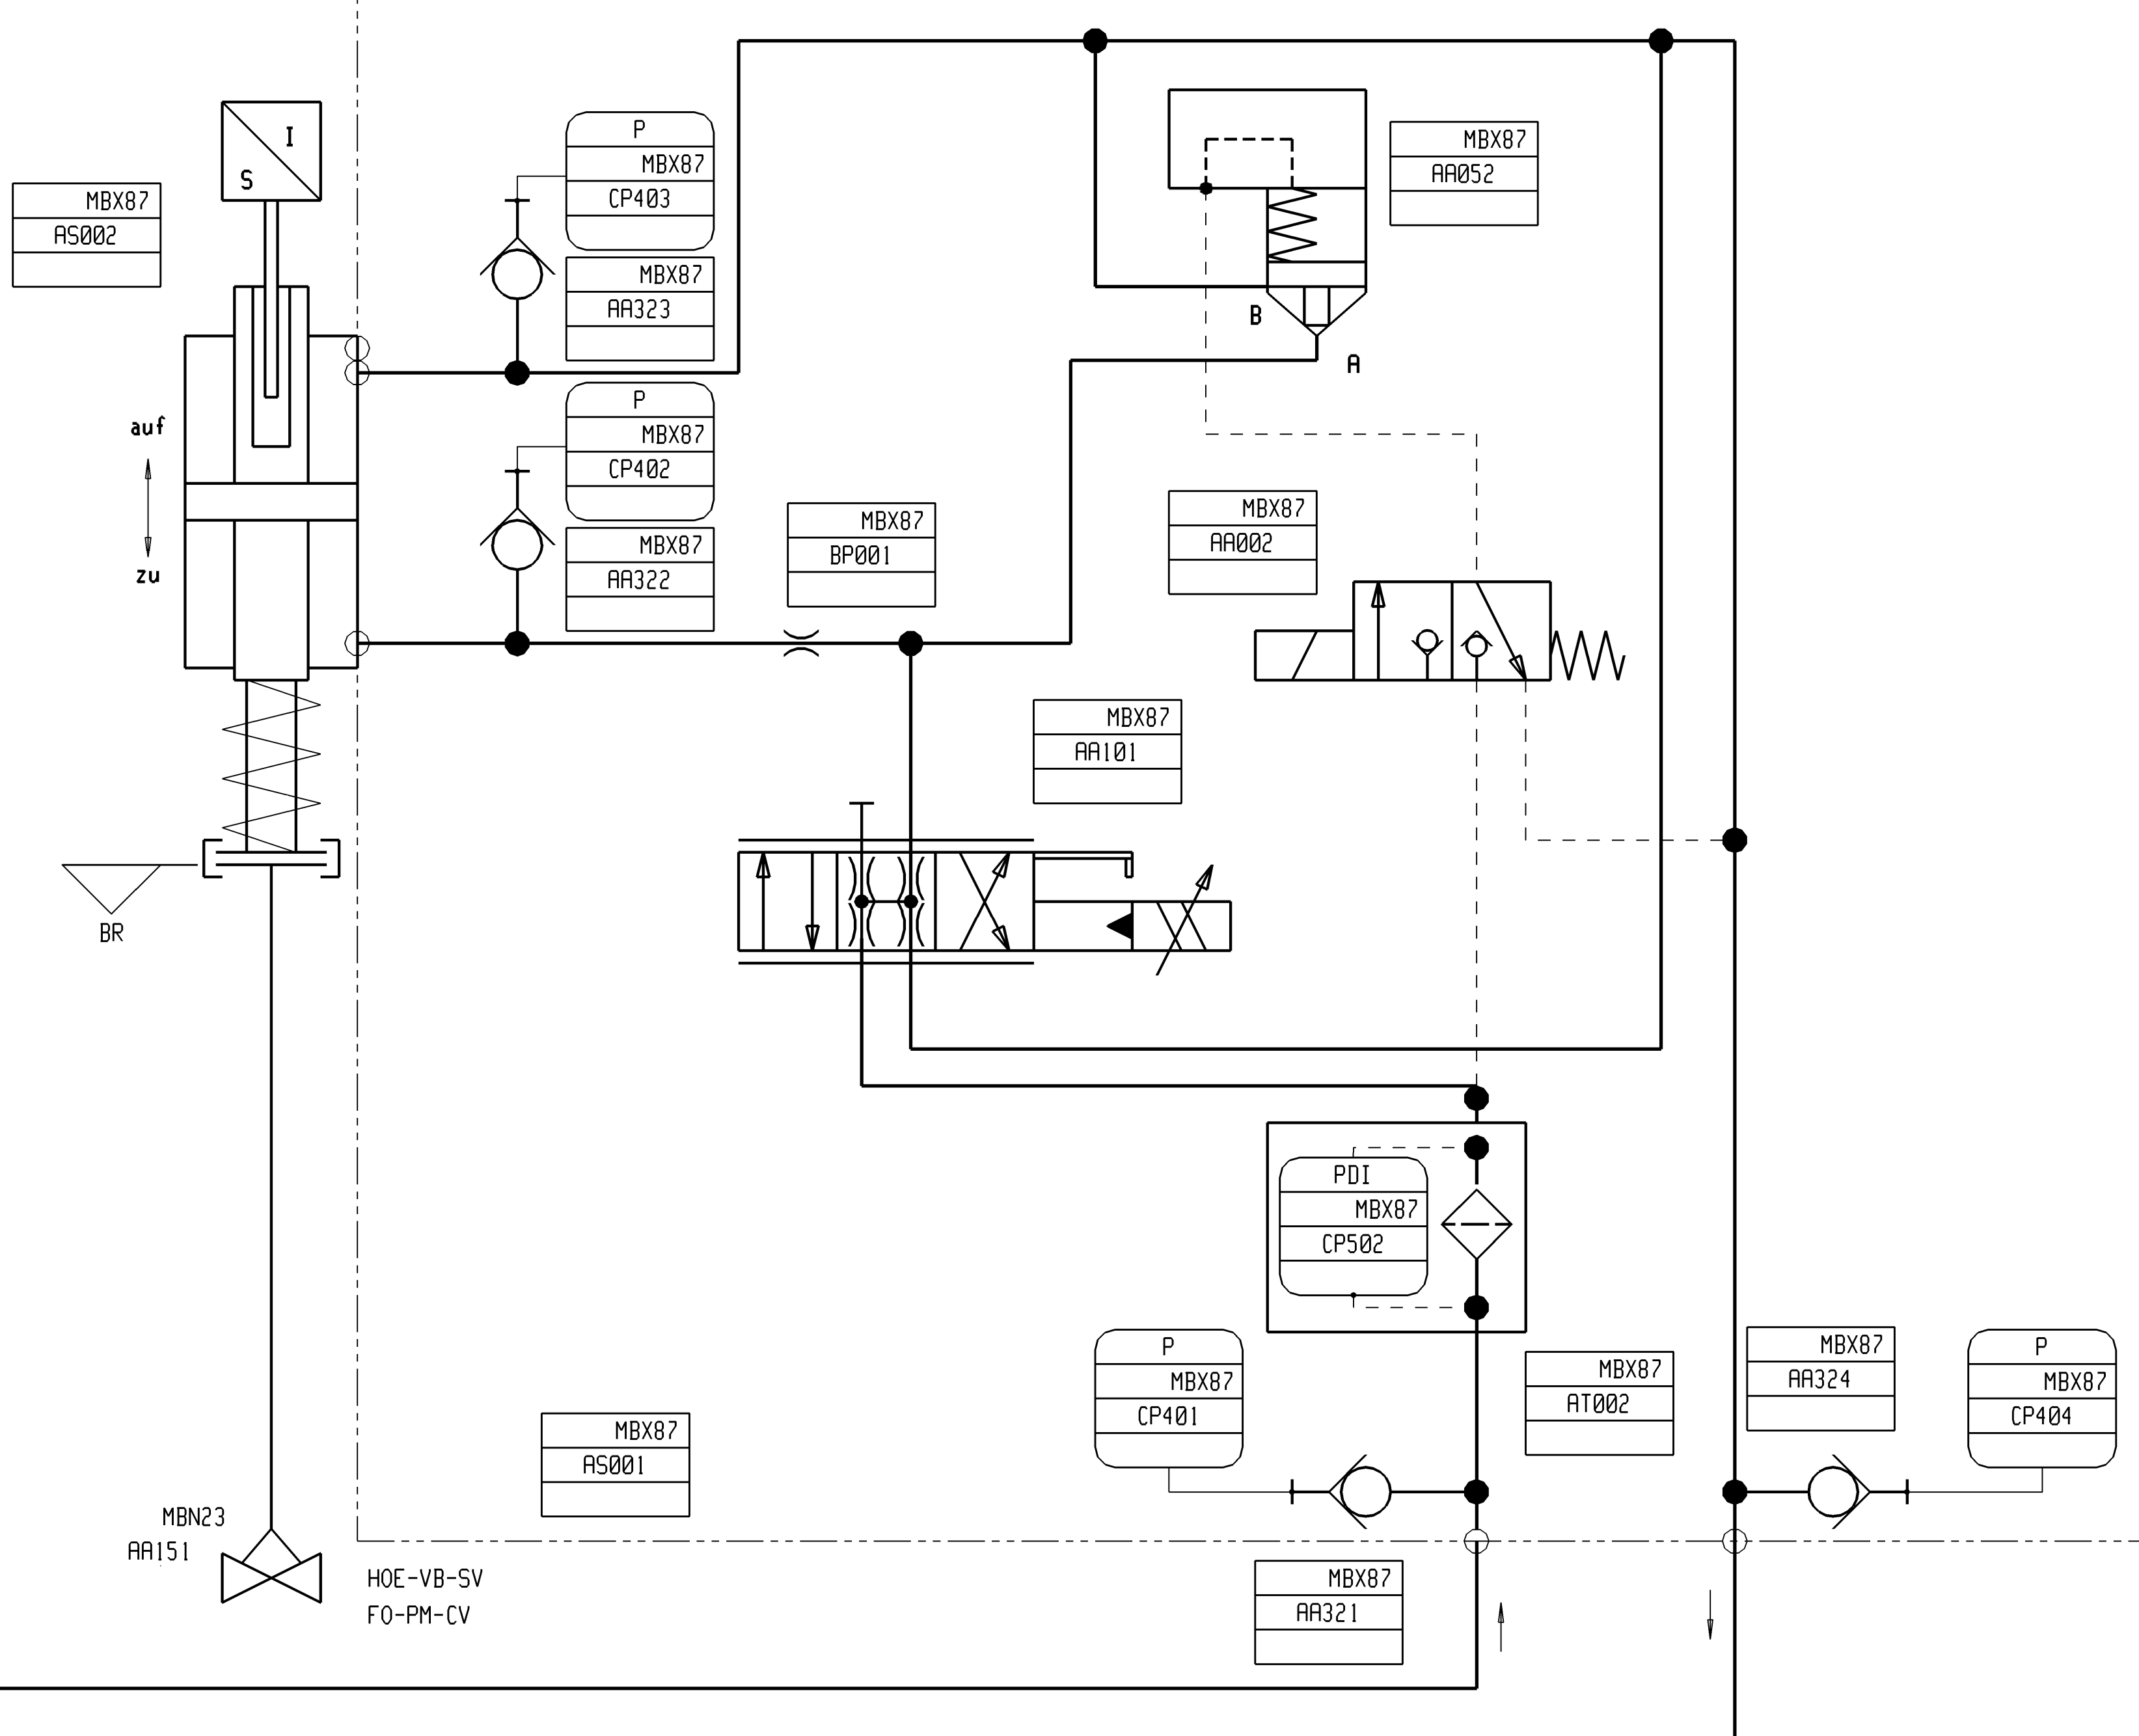 I
S
MBX87
AS002
P
MBX87
CP403
MBX87
AA323
MBX87
AA052
B
A
auf
zu
P
MBX87
CP402
MBX87
AA322
MBX87
BP001
MBX87
AA002
MBX87
AA101
BR
PDI
MBX87
CP502
P
MBX87
CP401
MBX87
AT002
MBX87
AA324
P
MBX87
CP404
MBX87
AS001
MBN23
AA151
HOE-VB-SV
FO-PM-CV
MBX87
AA321